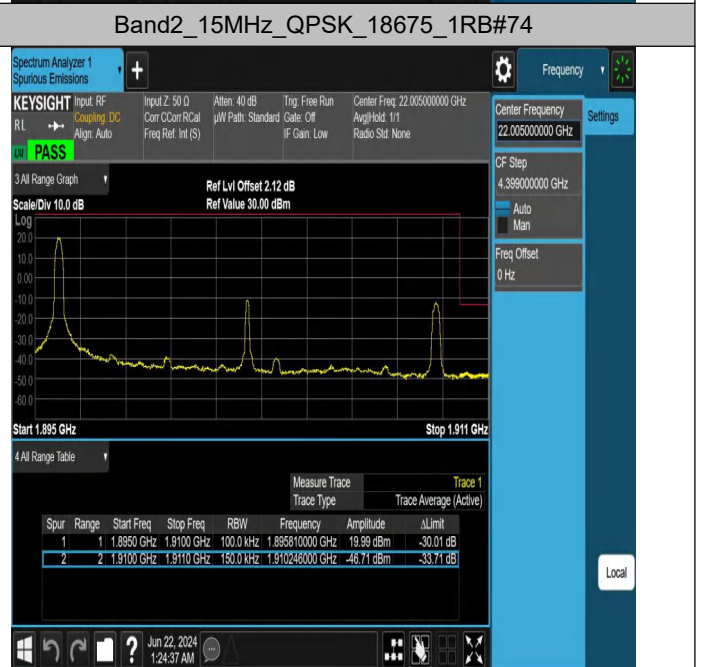 Band2_15MHz_QPSK_18675_1RB#74
Spectrum Analyzer 1
Spurious Emissions
+
Frequency
KEYSIGHT
Input: RF
Input Z: 50 Ω
Atten: 40 dB
Trig: Free Run
Center Freq: 22.005000000 GHz
RL
Coupling: DC
Corr CCorr RCal
µW Path: Standard
Gate: Off
Avg|Hold: 1/1
Align: Auto
Freq Ref: Int (S)
IF Gain: Low
Radio Std: None
PASS
Center Frequency
22.005000000 GHz
Settings
CF Step
4.399000000 GHz
Auto
Man
Freq Offset
0 Hz
3 All Range Graph
Ref Lvl Offset 2.12 dB
Scale/Div 10.0 dB
Ref Value 30.00 dBm
Log
20.0
10.0
0.00
-10.0
-20.0
-30.0
-40.0
-50.0
-60.0
Start 1.895 GHz
Stop 1.911 GHz
4 All Range Table
Measure Trace Trace 1
Trace Type Trace Average (Active)
Spur Range Start Freq Stop Freq RBW Frequency Amplitude ΔLimit
1 1 1.8950 GHz 1.9100 GHz 100.0 kHz 1.895810000 GHz 19.99 dBm -30.01 dB
2 2 1.9100 GHz 1.9110 GHz 150.0 kHz 1.910246000 GHz -46.71 dBm -33.71 dB
Local
?
Jun 22, 2024
1:24:37 AM